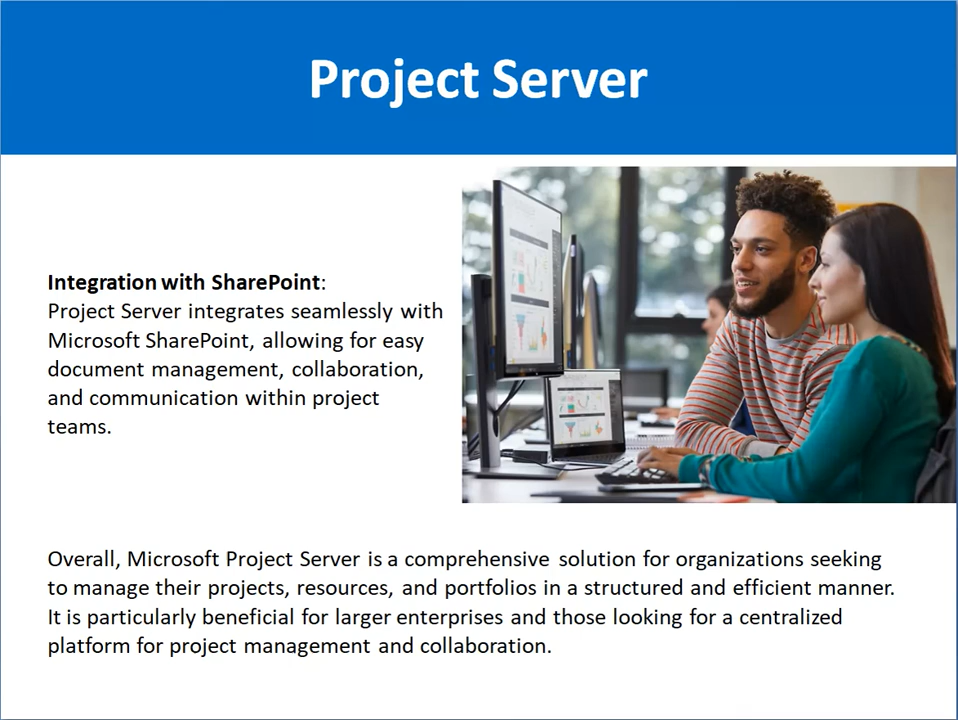 Project Server
Integration with SharePoint:
Project Server integrates seamlessly with
Microsoft SharePoint, allowing for easy
document management, collaboration,
and communication within project
teams.
Overall, Microsoft Project Server is a comprehensive solution for organizations seeking
to manage their projects, resources, and portfolios in a structured and efficient manner.
It is particularly beneficial for larger enterprises and those looking for a centralized
platform for project management and collaboration.